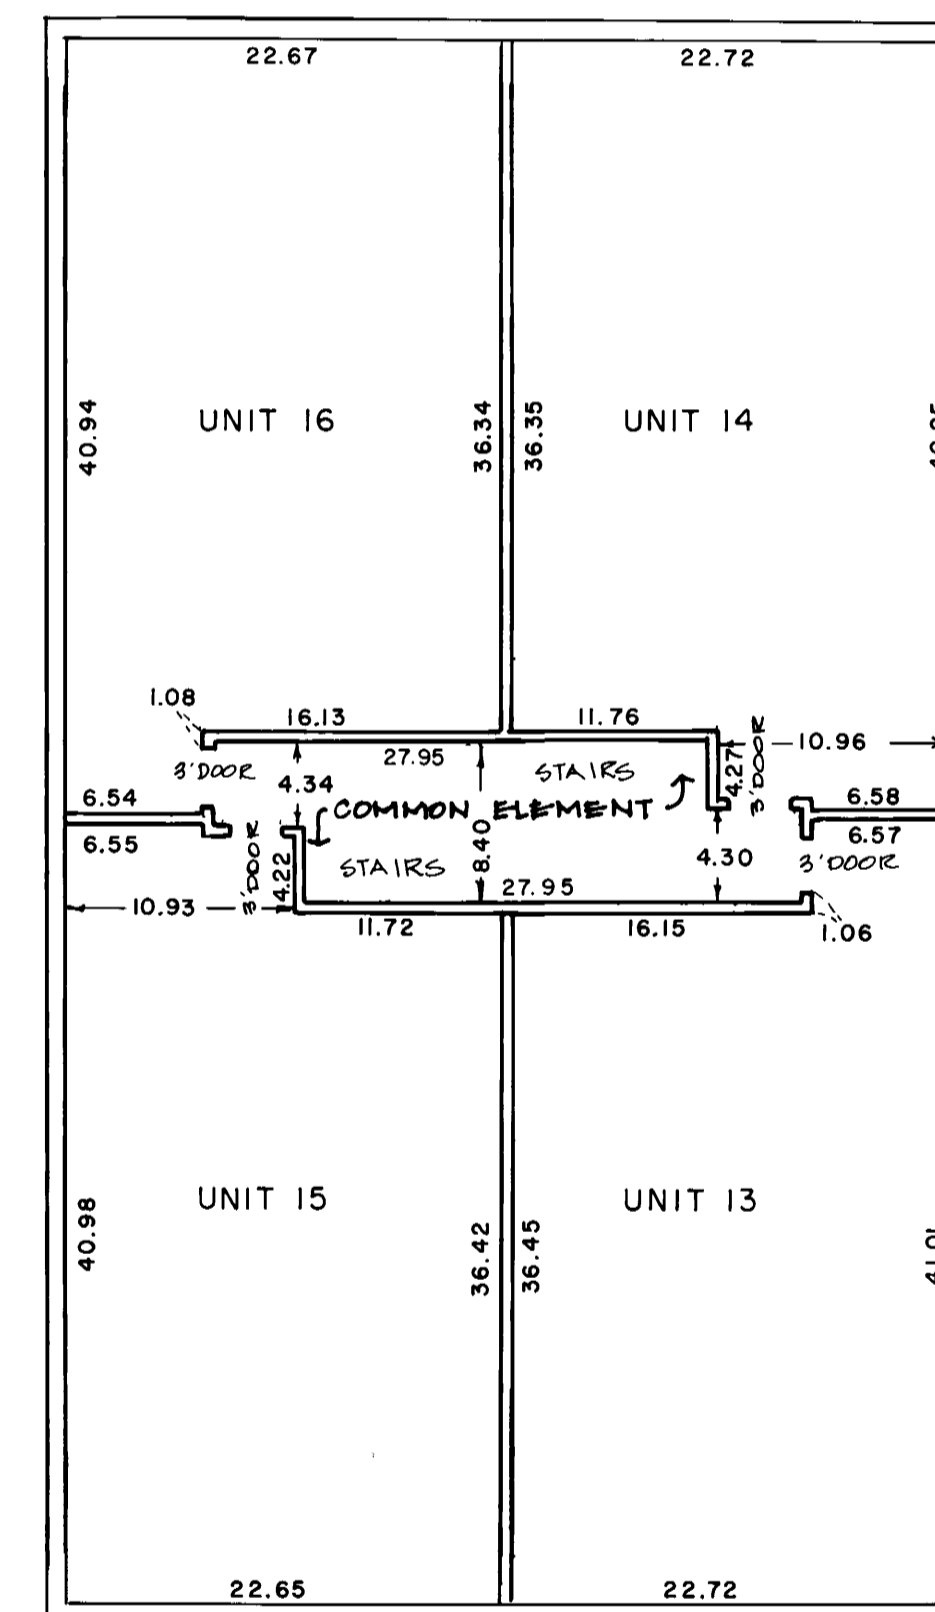 22.67
22.72
40.94
UNIT 16
36.34
36.35
UNIT 14
1.08
16.13
11.76
27.95
10.96
3' DOOR
4.34
STAIRS
4.27
3' DOOR
6.54
COMMON ELEMENT
6.58
6.55
6.57
3' DOOR
4.22
STAIRS
8.40
4.30
3' DOOR
27.95
10.93
11.72
16.15
1.06
UNIT 15
UNIT 13
40.98
36.42
36.45
22.65
22.72